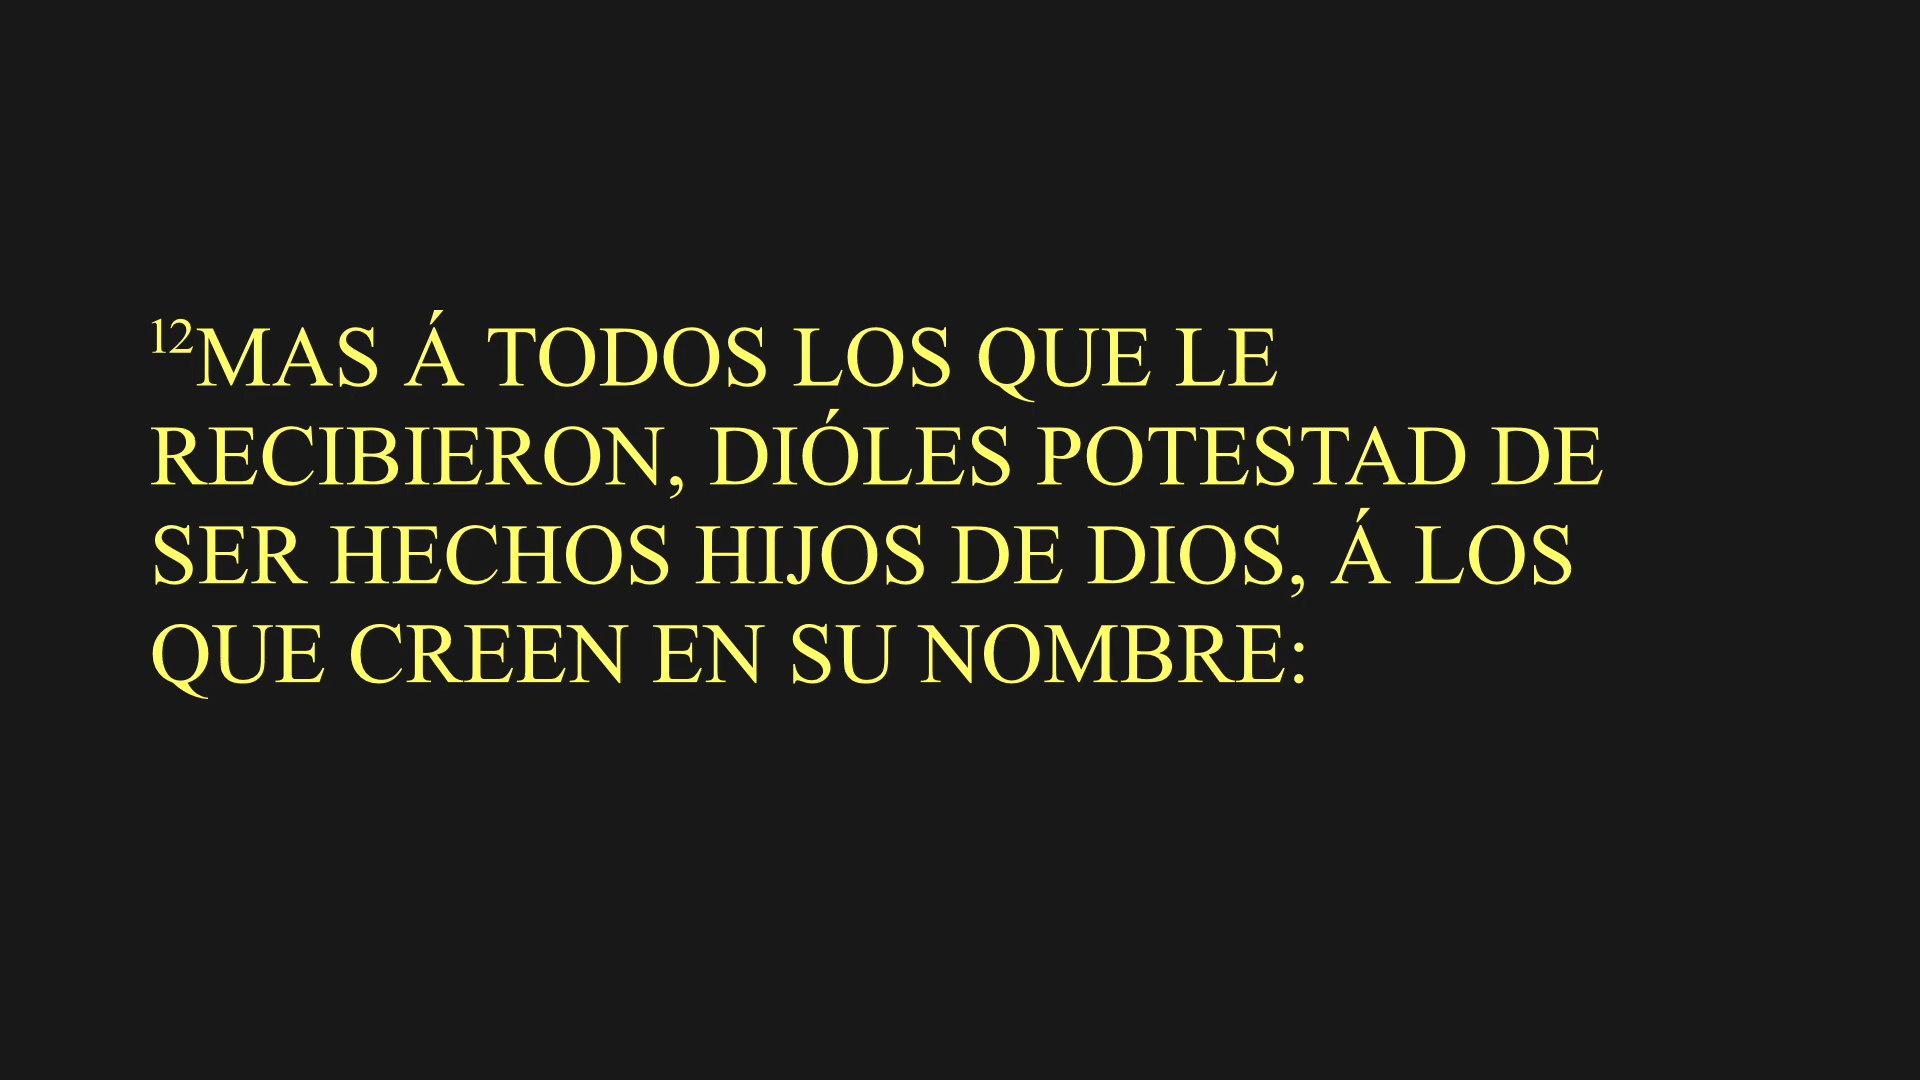 12MAS Á TODOS LOS QUE LE
RECIBIERON, DIÓLES POTESTAD DE
SER HECHOS HIJOS DE DIOS, Á LOS
QUE CREEN EN SU NOMBRE: